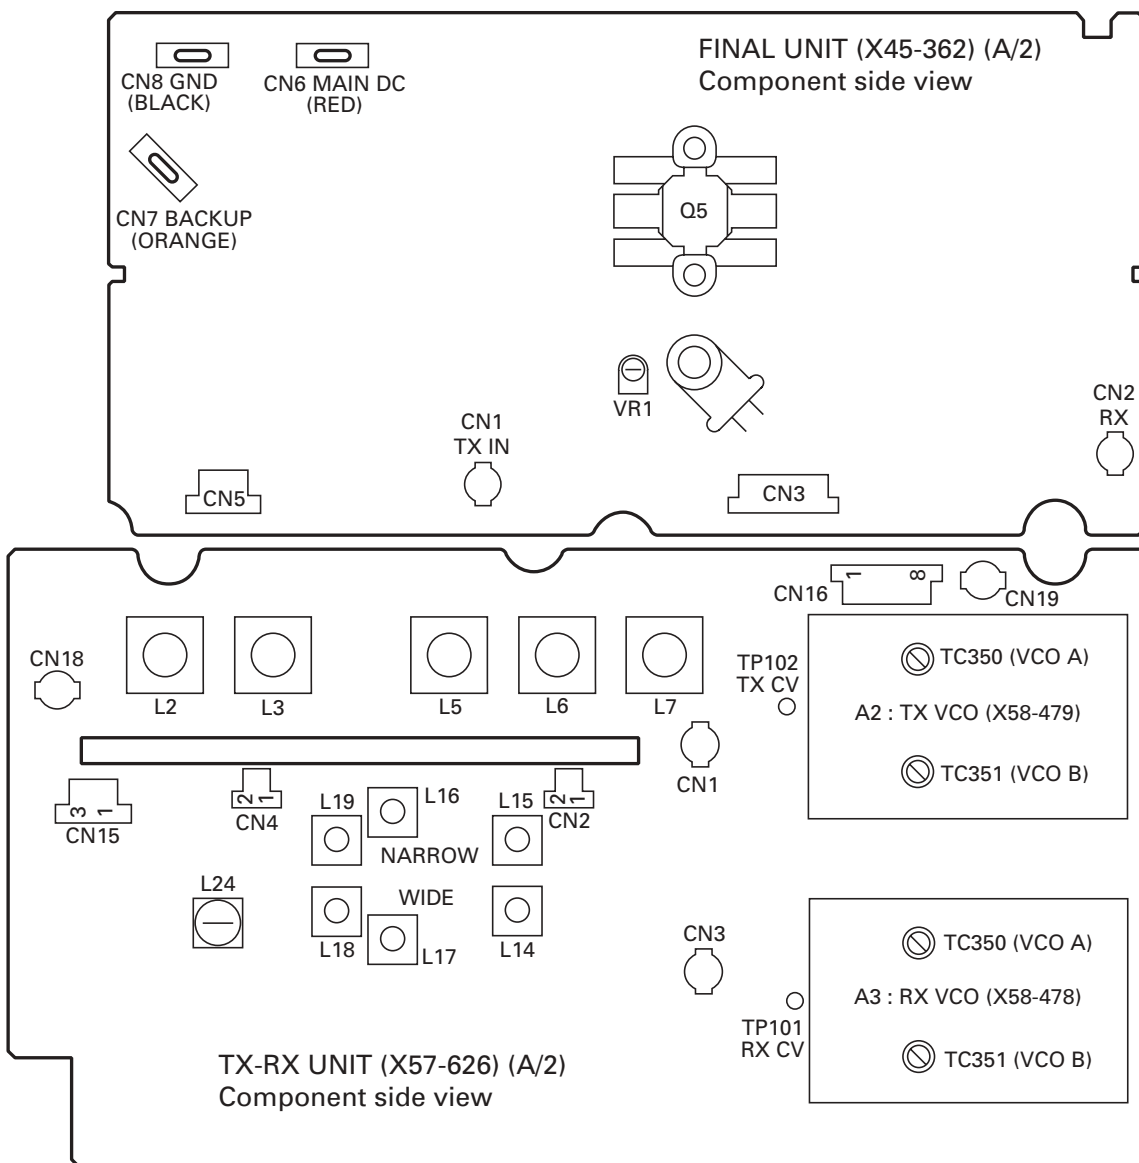 FINAL UNIT (X45-362) (A/2)
Component side view
CN8 GND
(BLACK)
CN6 MAIN DC
(RED)
CN7 BACKUP
(ORANGE)
Q5
VR1
CN2
RX
CN1
TX IN
CN5
CN3
CN16
1
8
CN19
CN18
L2
L3
L5
L6
L7
TP102
TX CV
TC350 (VCO A)
A2 : TX VCO (X58-479)
TC351 (VCO B)
CN1
3
1
CN15
2
1
CN4
L19
L16
L15
2
1
CN2
NARROW
L24
WIDE
L18
L17
L14
CN3
TC350 (VCO A)
A3 : RX VCO (X58-478)
TP101
RX CV
TC351 (VCO B)
TX-RX UNIT (X57-626) (A/2)
Component side view